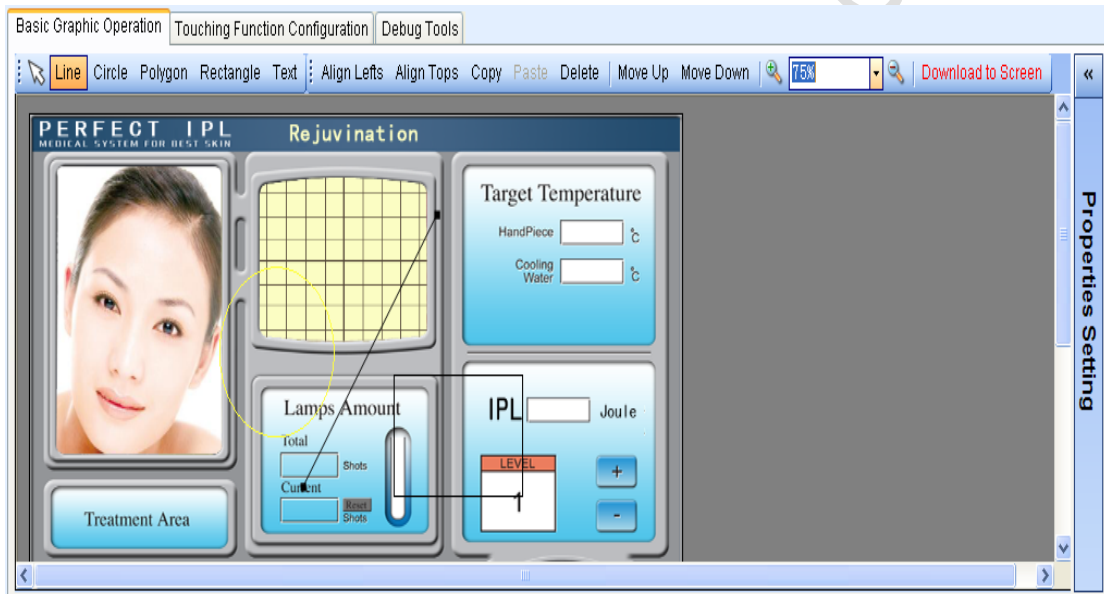 Basic Graphic Operation Touching Function Configuration Debug Tools
Line Circle Polygon Rectangle Text Align Lefts Align Tops Copy Paste Delete Move Up Move Down 75% Download to Screen «
PERFECT IPL
MEDICAL SYSTEM FOR BEST SKIN
Rejuvination
Target Temperature
HandPiece °C
Cooling
Water °C
Lamps Amount
Total
Shots
Current
Reset
Shots
IPL Joule
LEVEL
1
+
-
Treatment Area
Properties Setting